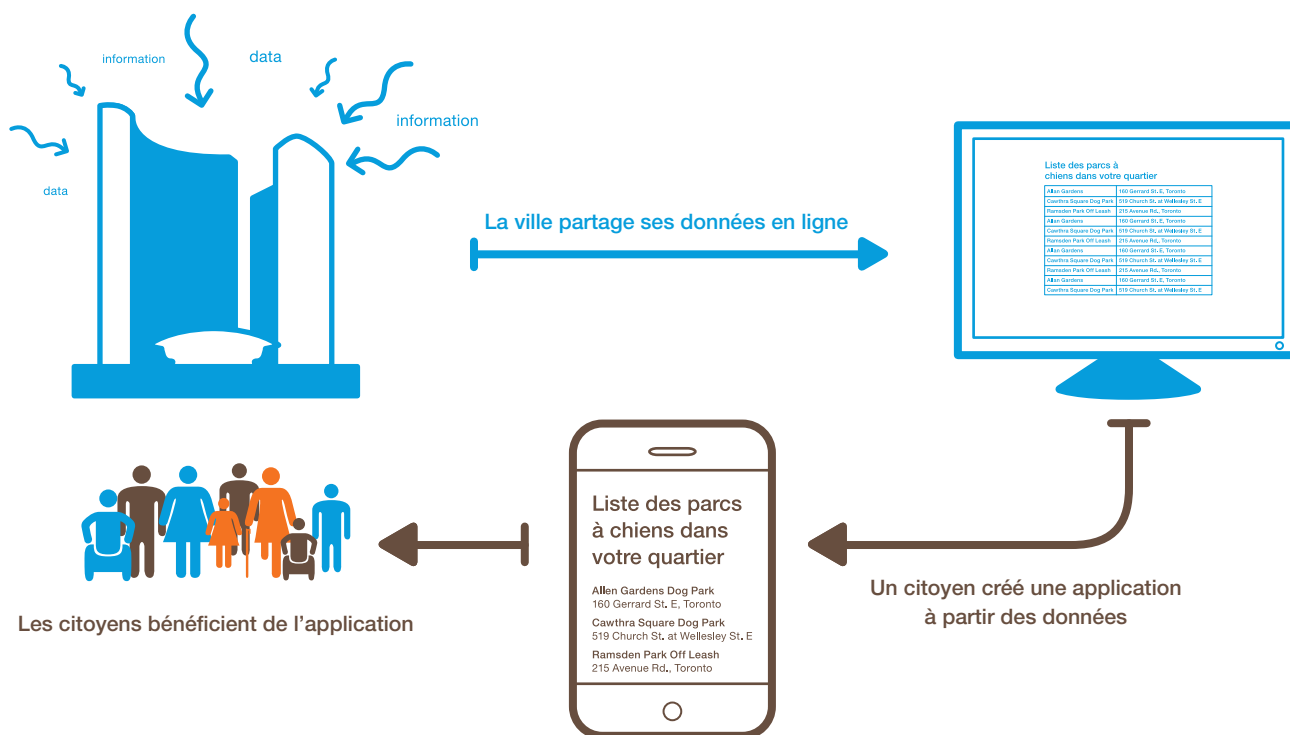 information
data
information
data
La ville partage ses données en ligne
Liste des parcs à
chiens dans votre quartier
Allen Gardens 160 Gerrard St. E, Toronto
Cawthra Square Dog Park 519 Church St. at Wellesley St. E
Ramsden Park Off Leash 215 Avenue Rd., Toronto
Allen Gardens 160 Gerrard St. E, Toronto
Cawthra Square Dog Park 519 Church St. at Wellesley St. E
Ramsden Park Off Leash 215 Avenue Rd., Toronto
Allen Gardens 160 Gerrard St. E, Toronto
Cawthra Square Dog Park 519 Church St. at Wellesley St. E
Ramsden Park Off Leash 215 Avenue Rd., Toronto
Allen Gardens 160 Gerrard St. E, Toronto
Cawthra Square Dog Park 519 Church St. at Wellesley St. E
Un citoyen créé une application
à partir des données
Liste des parcs
à chiens dans
votre quartier
Allen Gardens Dog Park
160 Gerrard St. E, Toronto
Cawthra Square Dog Park
519 Church St. at Wellesley St. E
Ramsden Park Off Leash
215 Avenue Rd., Toronto
Les citoyens bénéficient de l'application